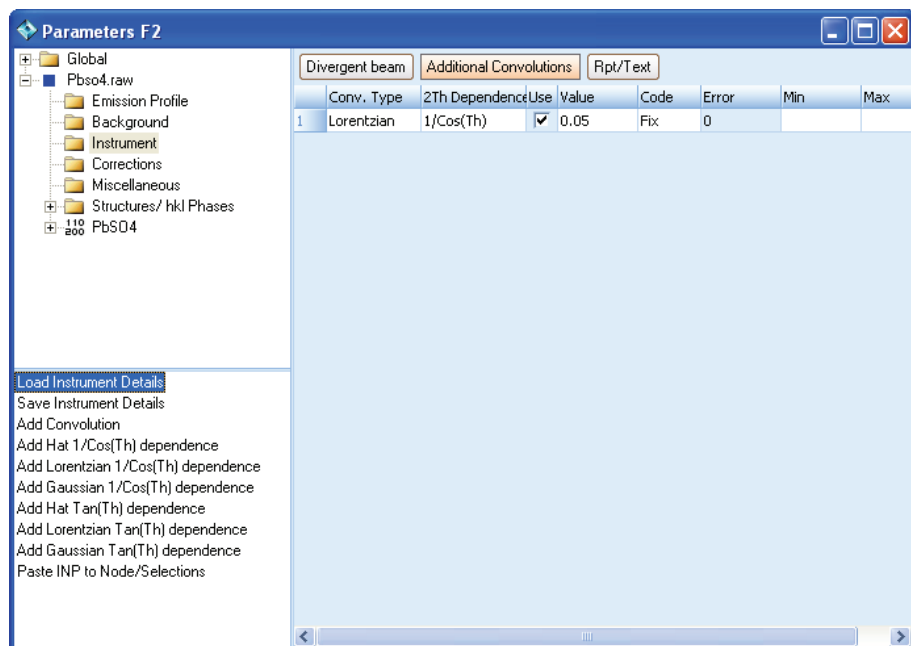 Parameters F2
Global
Pbso4.raw
Emission Profile
Background
Instrument
Corrections
Miscellaneous
Structures/ hkl Phases
110
200 PbSO4
Load Instrument Details
Save Instrument Details
Add Convolution
Add Hat 1/Cos(Th) dependence
Add Lorentzian 1/Cos(Th) dependence
Add Gaussian 1/Cos(Th) dependence
Add Hat Tan(Th) dependence
Add Lorentzian Tan(Th) dependence
Add Gaussian Tan(Th) dependence
Paste INP to Node/Selections
Divergent beam Additional Convolutions Rpt/Text
Conv. Type 2Th Dependence Use Value Code Error Min Max
1 Lorentzian 1/Cos(Th) 0.05 Fix 0